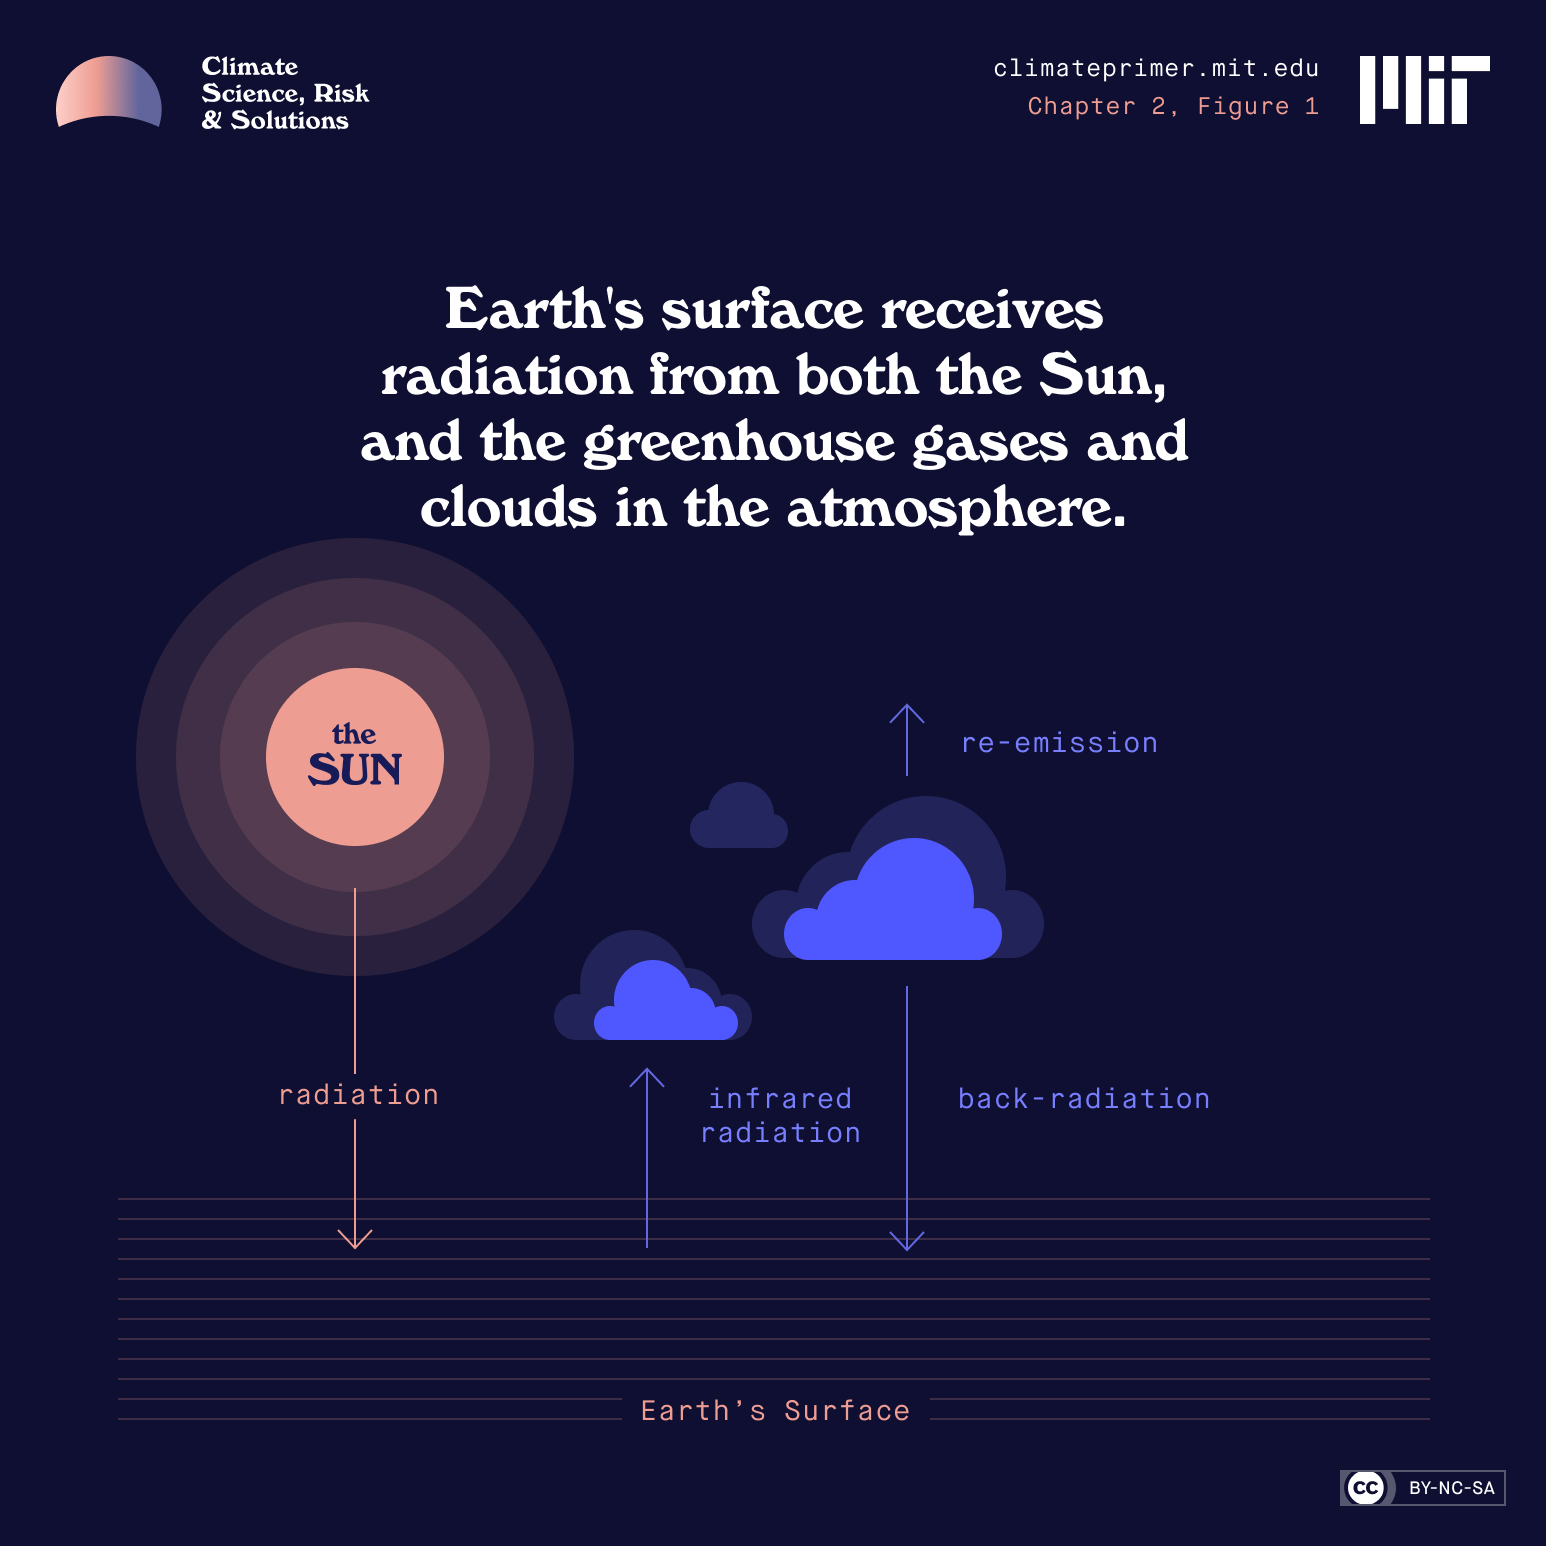 Climate
Science, Risk
& Solutions
climateprimer.mit.edu
Chapter 2, Figure 1
MIT
Earth's surface receives
radiation from both the Sun,
and the greenhouse gases and
clouds in the atmosphere.
the
SUN
re-emission
radiation
infrared
radiation
back-radiation
Earth’s Surface
CC BY-NC-SA